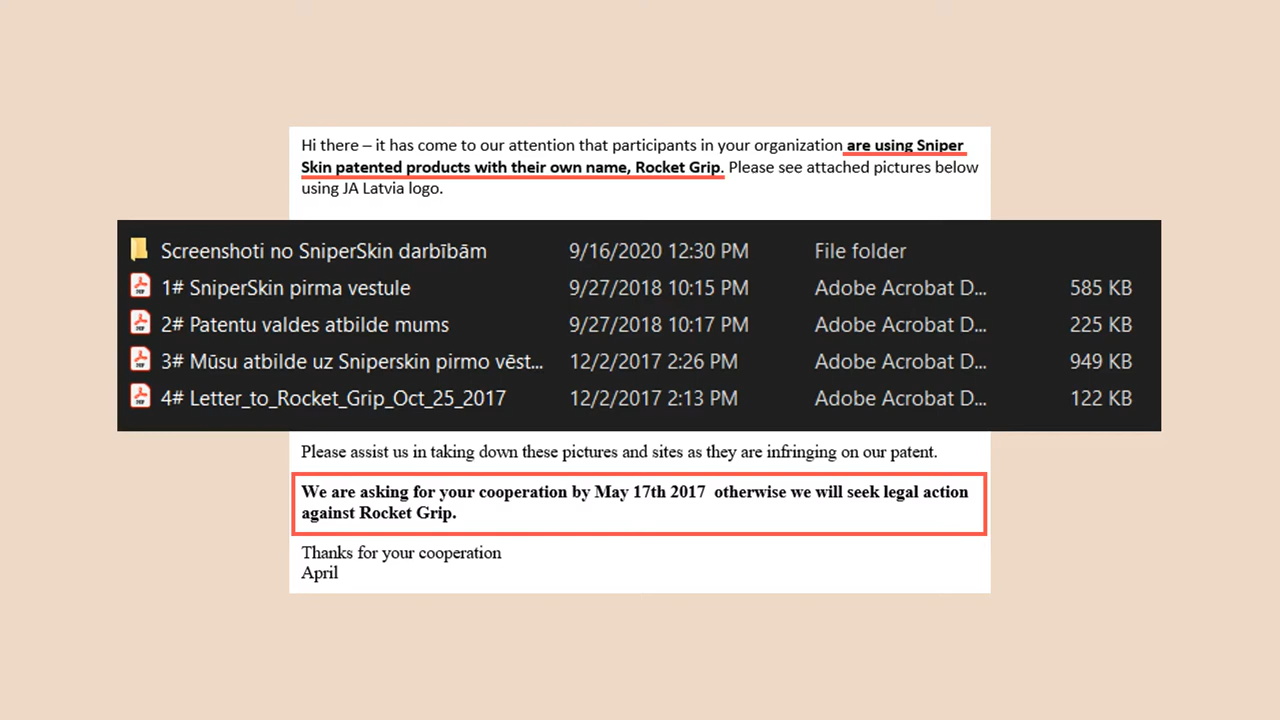 Hi there – it has come to our attention that participants in your organization are using Sniper
Skin patented products with their own name, Rocket Grip. Please see attached pictures below
using JA Latvia logo.
Screenshoti no SniperSkin darbībām 9/16/2020 12:30 PM File folder
1# SniperSkin pirma vestule 9/27/2018 10:15 PM Adobe Acrobat D... 585 KB
2# Patentu valdes atbilde mums 9/27/2018 10:17 PM Adobe Acrobat D... 225 KB
3# Mūsu atbilde uz Sniperskin pirmo vēst... 12/2/2017 2:26 PM Adobe Acrobat D... 949 KB
4# Letter_to_Rocket_Grip_Oct_25_2017 12/2/2017 2:13 PM Adobe Acrobat D... 122 KB
Please assist us in taking down these pictures and sites as they are infringing on our patent.
We are asking for your cooperation by May 17th 2017 otherwise we will seek legal action
against Rocket Grip.
Thanks for your cooperation
April